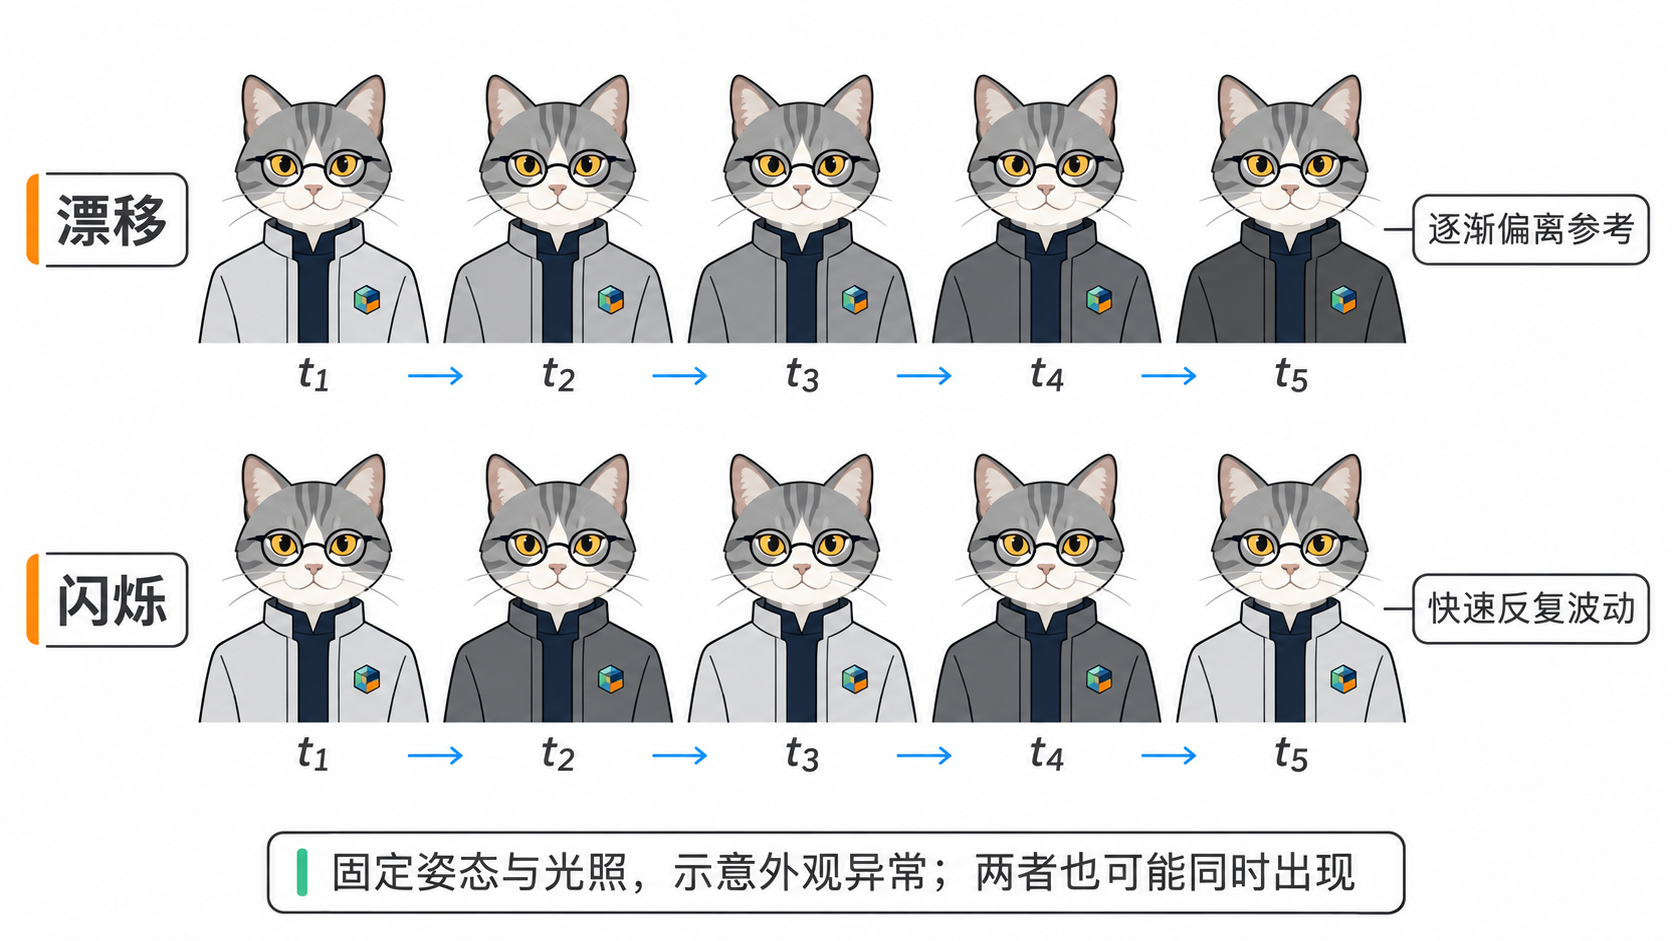 漂移
逐渐偏离参考
t1 → t2 → t3 → t4 → t5
闪烁
快速反复波动
t1 → t2 → t3 → t4 → t5
固定姿态与光照，示意外观异常；两者也可能同时出现